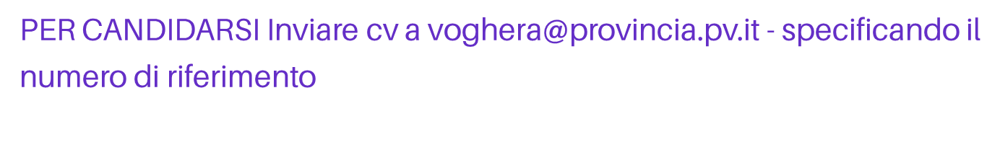 PER CANDIDARSI Inviare cv a voghera@provincia.pv.it - specificando il
numero di riferimento